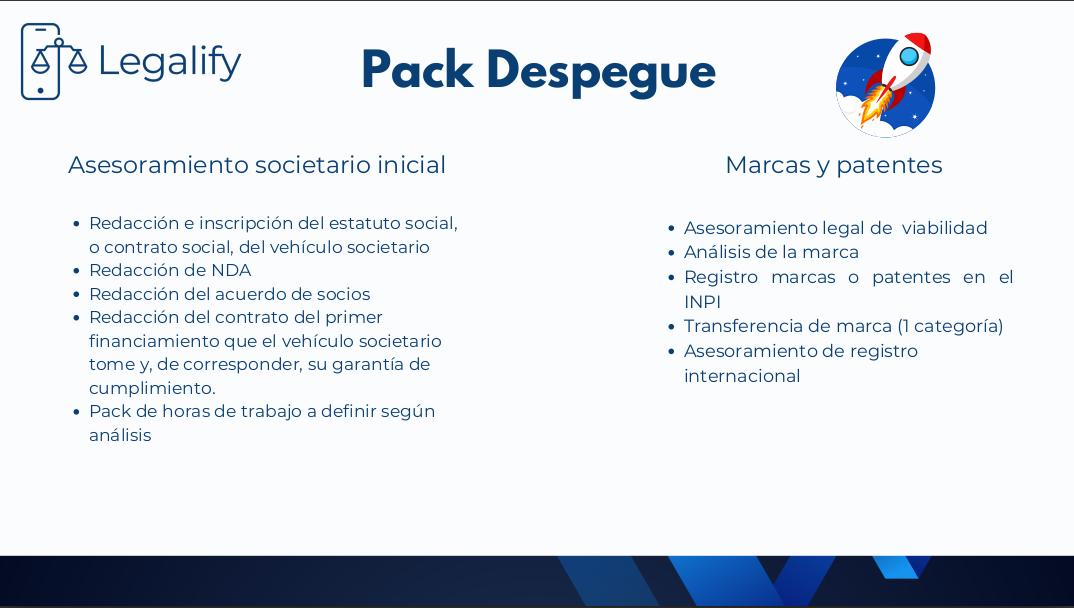 Legalify
Pack Despegue
Asesoramiento societario inicial
Redacción e inscripción del estatuto social,
o contrato social, del vehículo societario
Redacción de NDA
Redacción del acuerdo de socios
Redacción del contrato del primer
financiamiento que el vehículo societario
tome y, de corresponder, su garantía de
cumplimiento.
Pack de horas de trabajo a definir según
análisis
Marcas y patentes
Asesoramiento legal de  viabilidad
Análisis de la marca
Registro marcas o patentes en el
INPI
Transferencia de marca (1 categoría)
Asesoramiento de registro
internacional